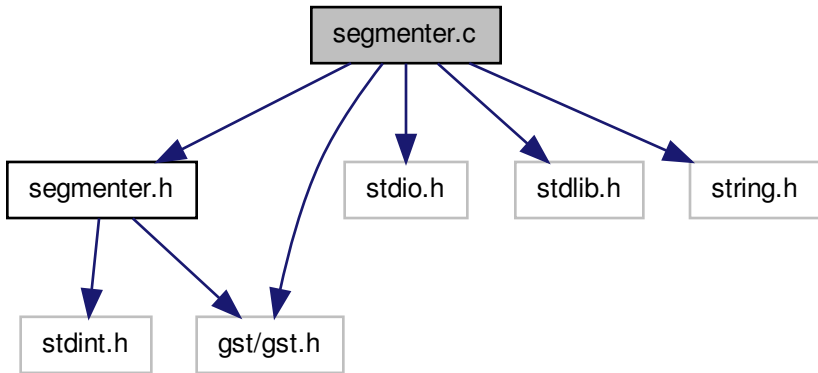 segmenter.c
segmenter.h
stdio.h
stdlib.h
string.h
stdint.h
gst/gst.h